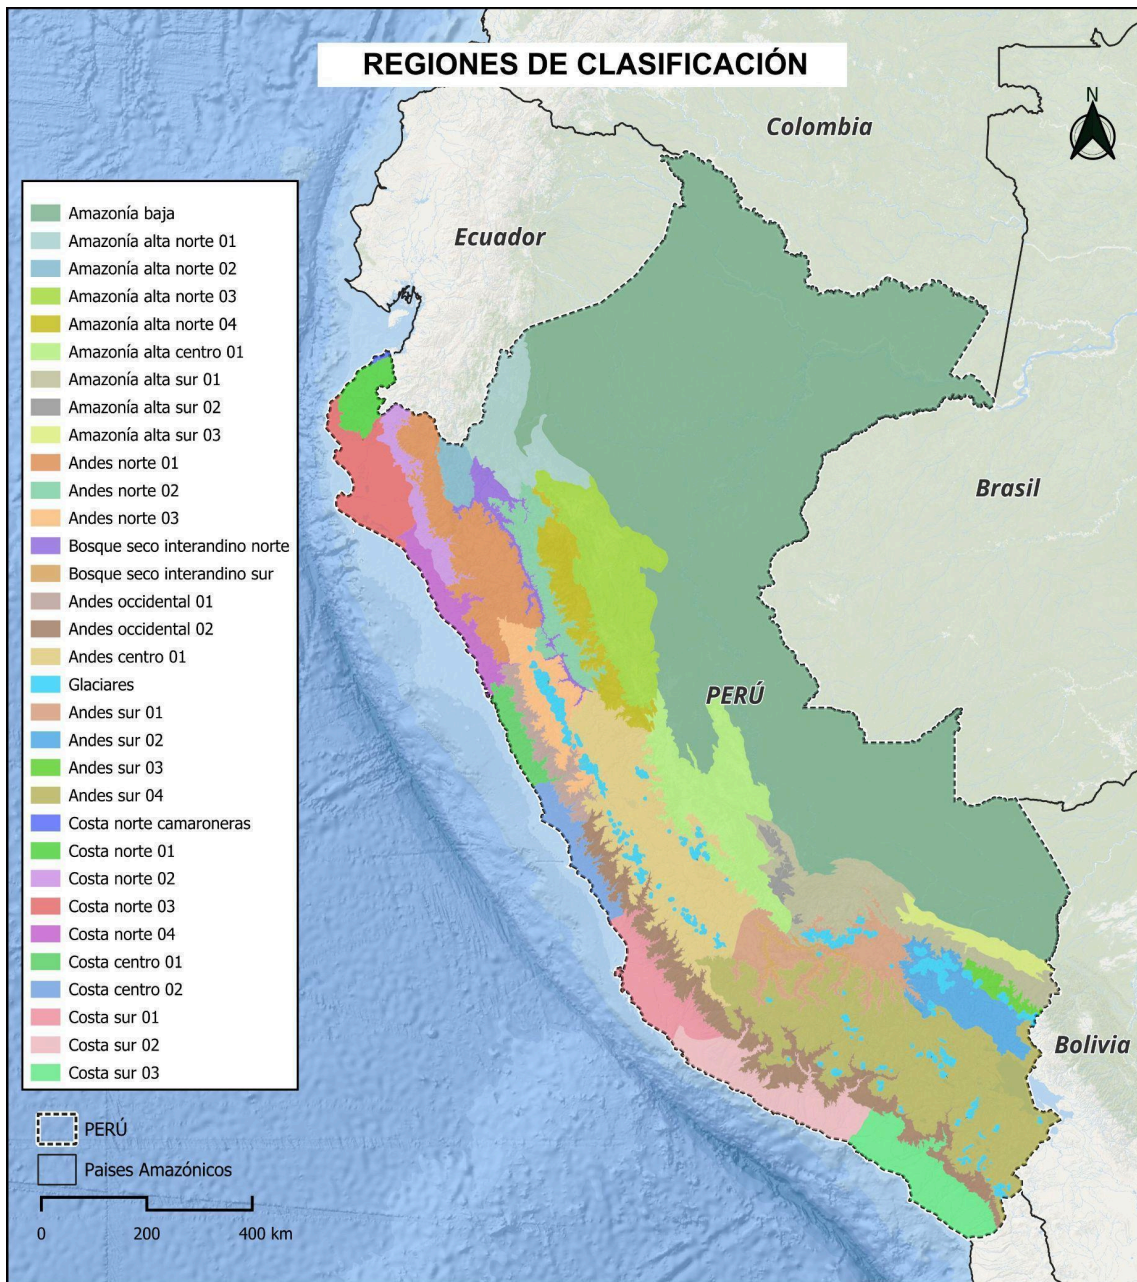 REGIONES DE CLASIFICACIÓN
N
Colombia
Ecuador
Brasil
PERÚ
Bolivia
Amazonía baja
Amazonía alta norte 01
Amazonía alta norte 02
Amazonía alta norte 03
Amazonía alta norte 04
Amazonía alta centro 01
Amazonía alta sur 01
Amazonía alta sur 02
Amazonía alta sur 03
Andes norte 01
Andes norte 02
Andes norte 03
Bosque seco interandino norte
Bosque seco interandino sur
Andes occidental 01
Andes occidental 02
Andes centro 01
Glaciares
Andes sur 01
Andes sur 02
Andes sur 03
Andes sur 04
Costa norte camaroneras
Costa norte 01
Costa norte 02
Costa norte 03
Costa norte 04
Costa centro 01
Costa centro 02
Costa sur 01
Costa sur 02
Costa sur 03
PERÚ
Paises Amazónicos
0 200 400 km